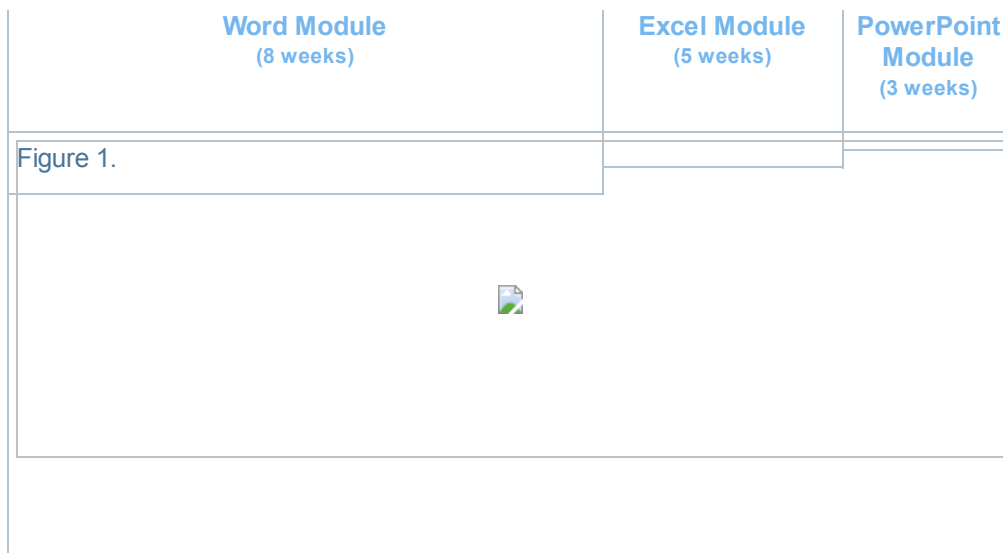 Word Module
(8 weeks)
Excel Module
(5 weeks)
PowerPoint
Module
(3 weeks)
Figure 1.